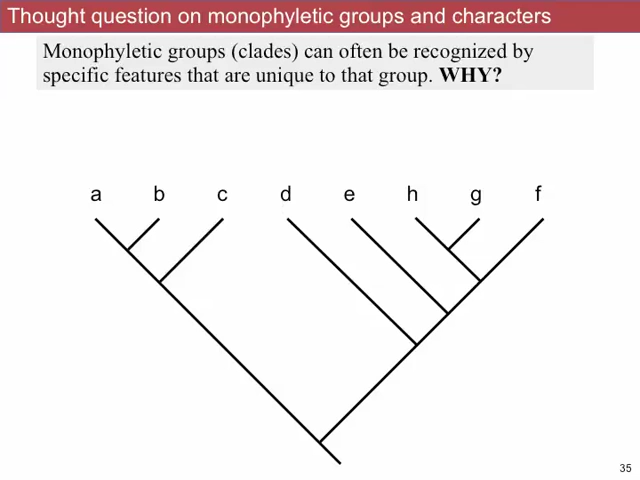 Thought question on monophyletic groups and characters
Monophyletic groups (clades) can often be recognized by
specific features that are unique to that group. WHY?
a b c d e h g f
35